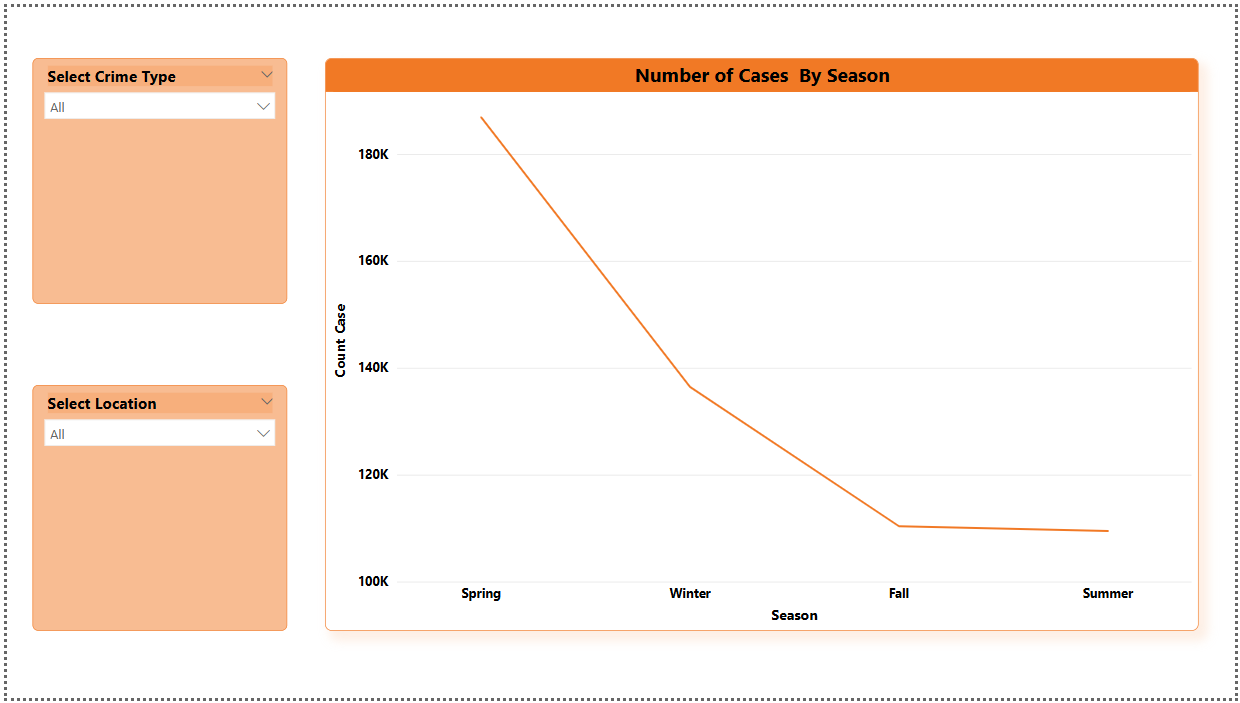 Select Crime Type
All
Select Location
All
Number of Cases  By Season
Count Case
180K
160K
140K
120K
100K
Spring
Winter
Fall
Summer
Season